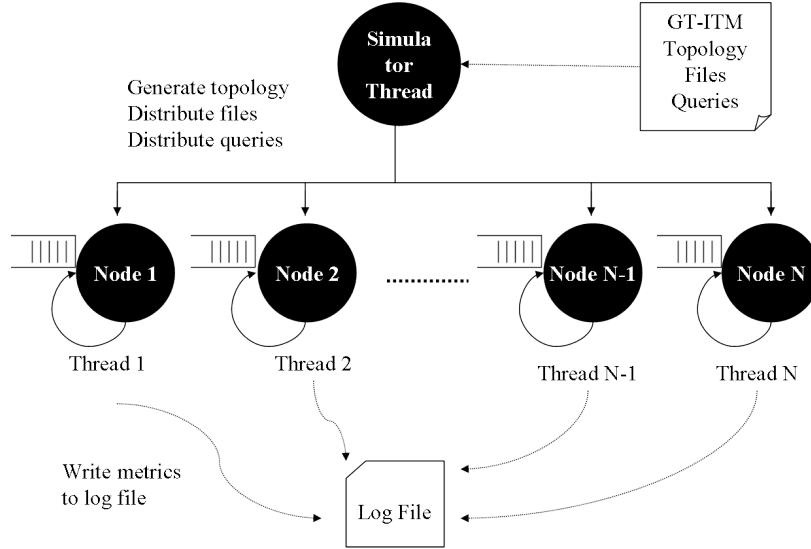 Simula
tor
Thread
GT-ITM
Topology
Files
Queries
Generate topology
Distribute files
Distribute queries
Node 1
Node 2
Node N-1
Node N
Thread 1
Thread 2
Thread N-1
Thread N
Write metrics
to log file
Log File